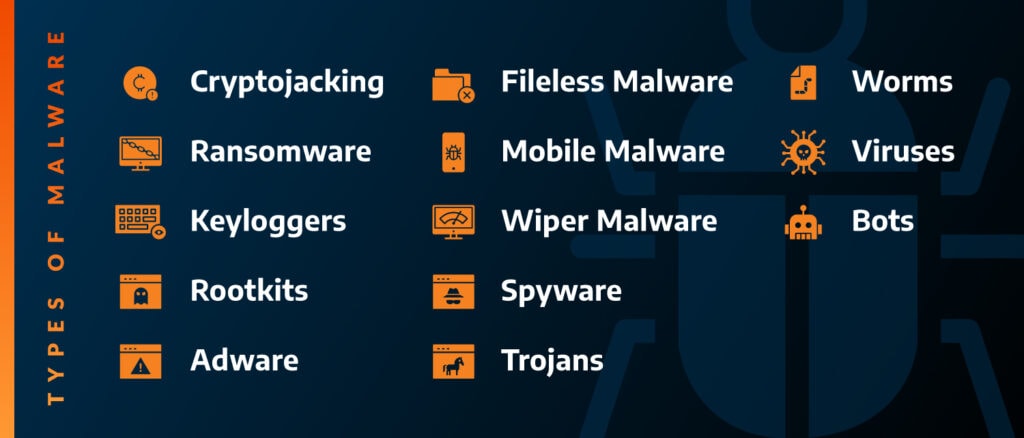 TYPES OF MALWARE
Cryptojacking
Ransomware
Keyloggers
Rootkits
Adware
Fileless Malware
Mobile Malware
Wiper Malware
Spyware
Trojans
Worms
Viruses
Bots